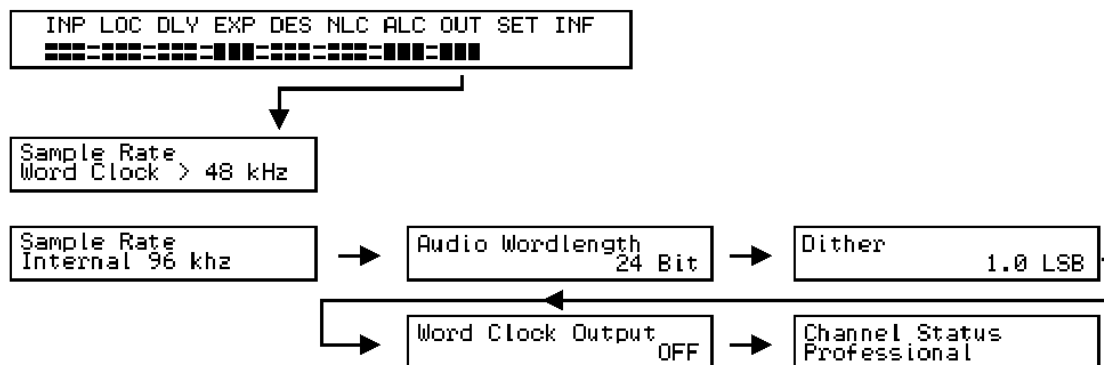 INP LOC DLY EXP DES NLC ALC OUT SET INF
Sample Rate
Word Clock > 48 kHz
Sample Rate
Internal 96 khz
Audio Wordlength
24 Bit
Dither
1.0 LSB
Word Clock Output
OFF
Channel Status
Professional